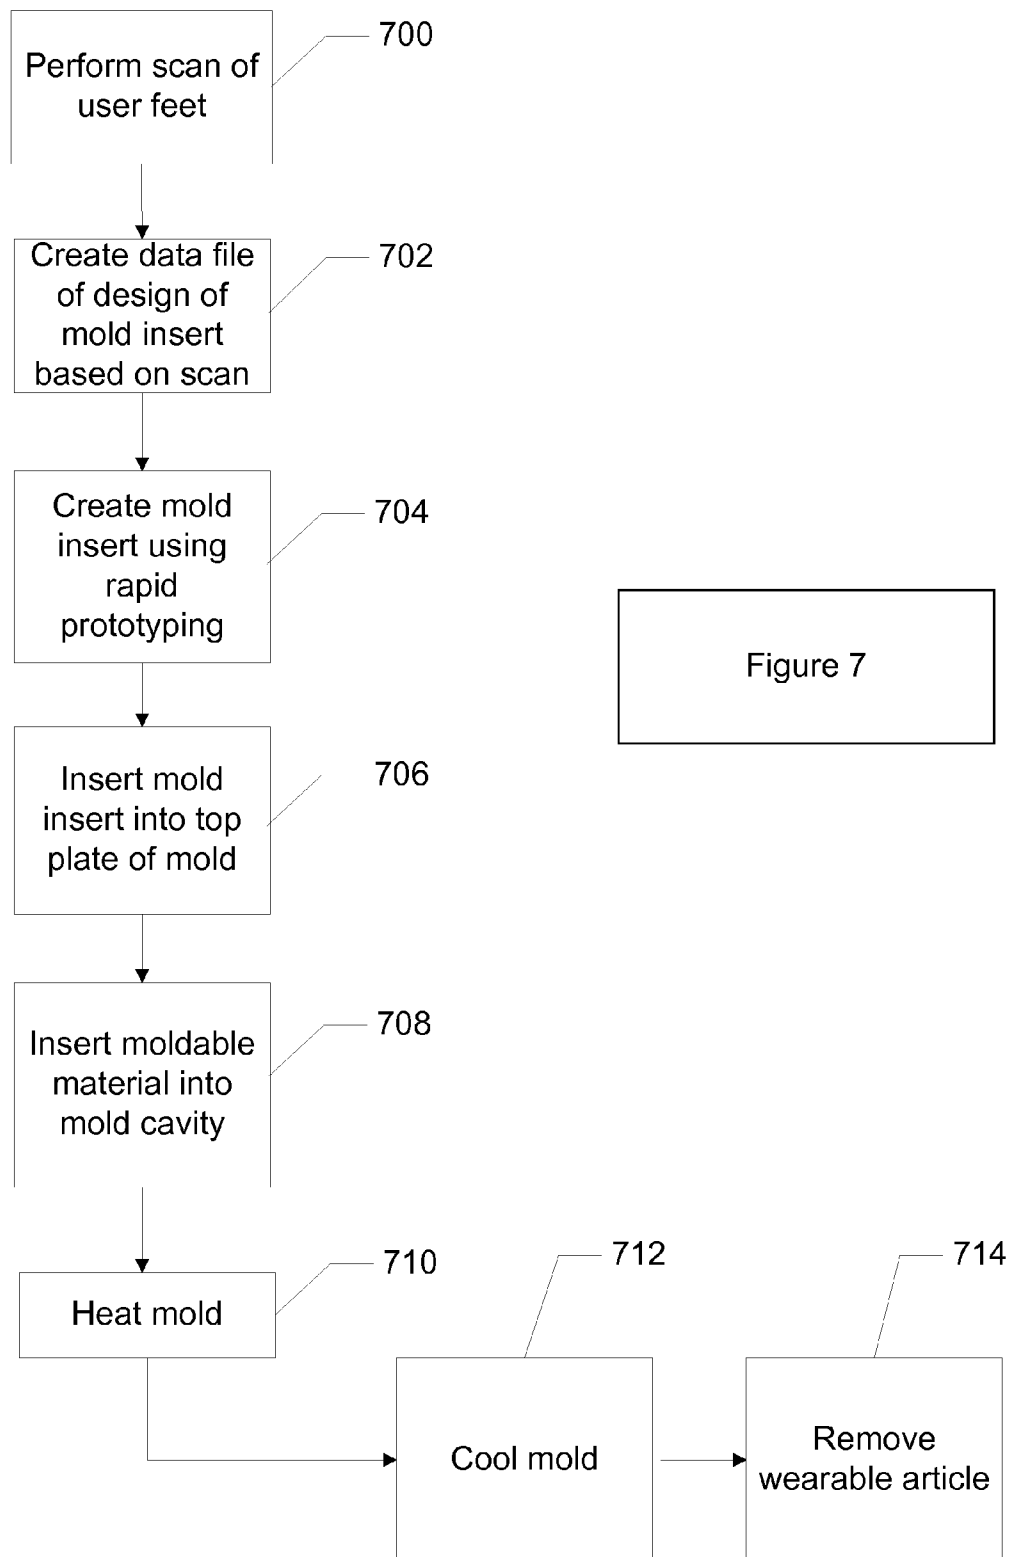 700
Perform scan of
user feet
702
Create data file
of design of
mold insert
based on scan
704
Create mold
insert using
rapid
prototyping
Figure 7
706
Insert mold
insert into top
plate of mold
708
Insert moldable
material into
mold cavity
710
Heat mold
712
Cool mold
714
Remove
wearable article